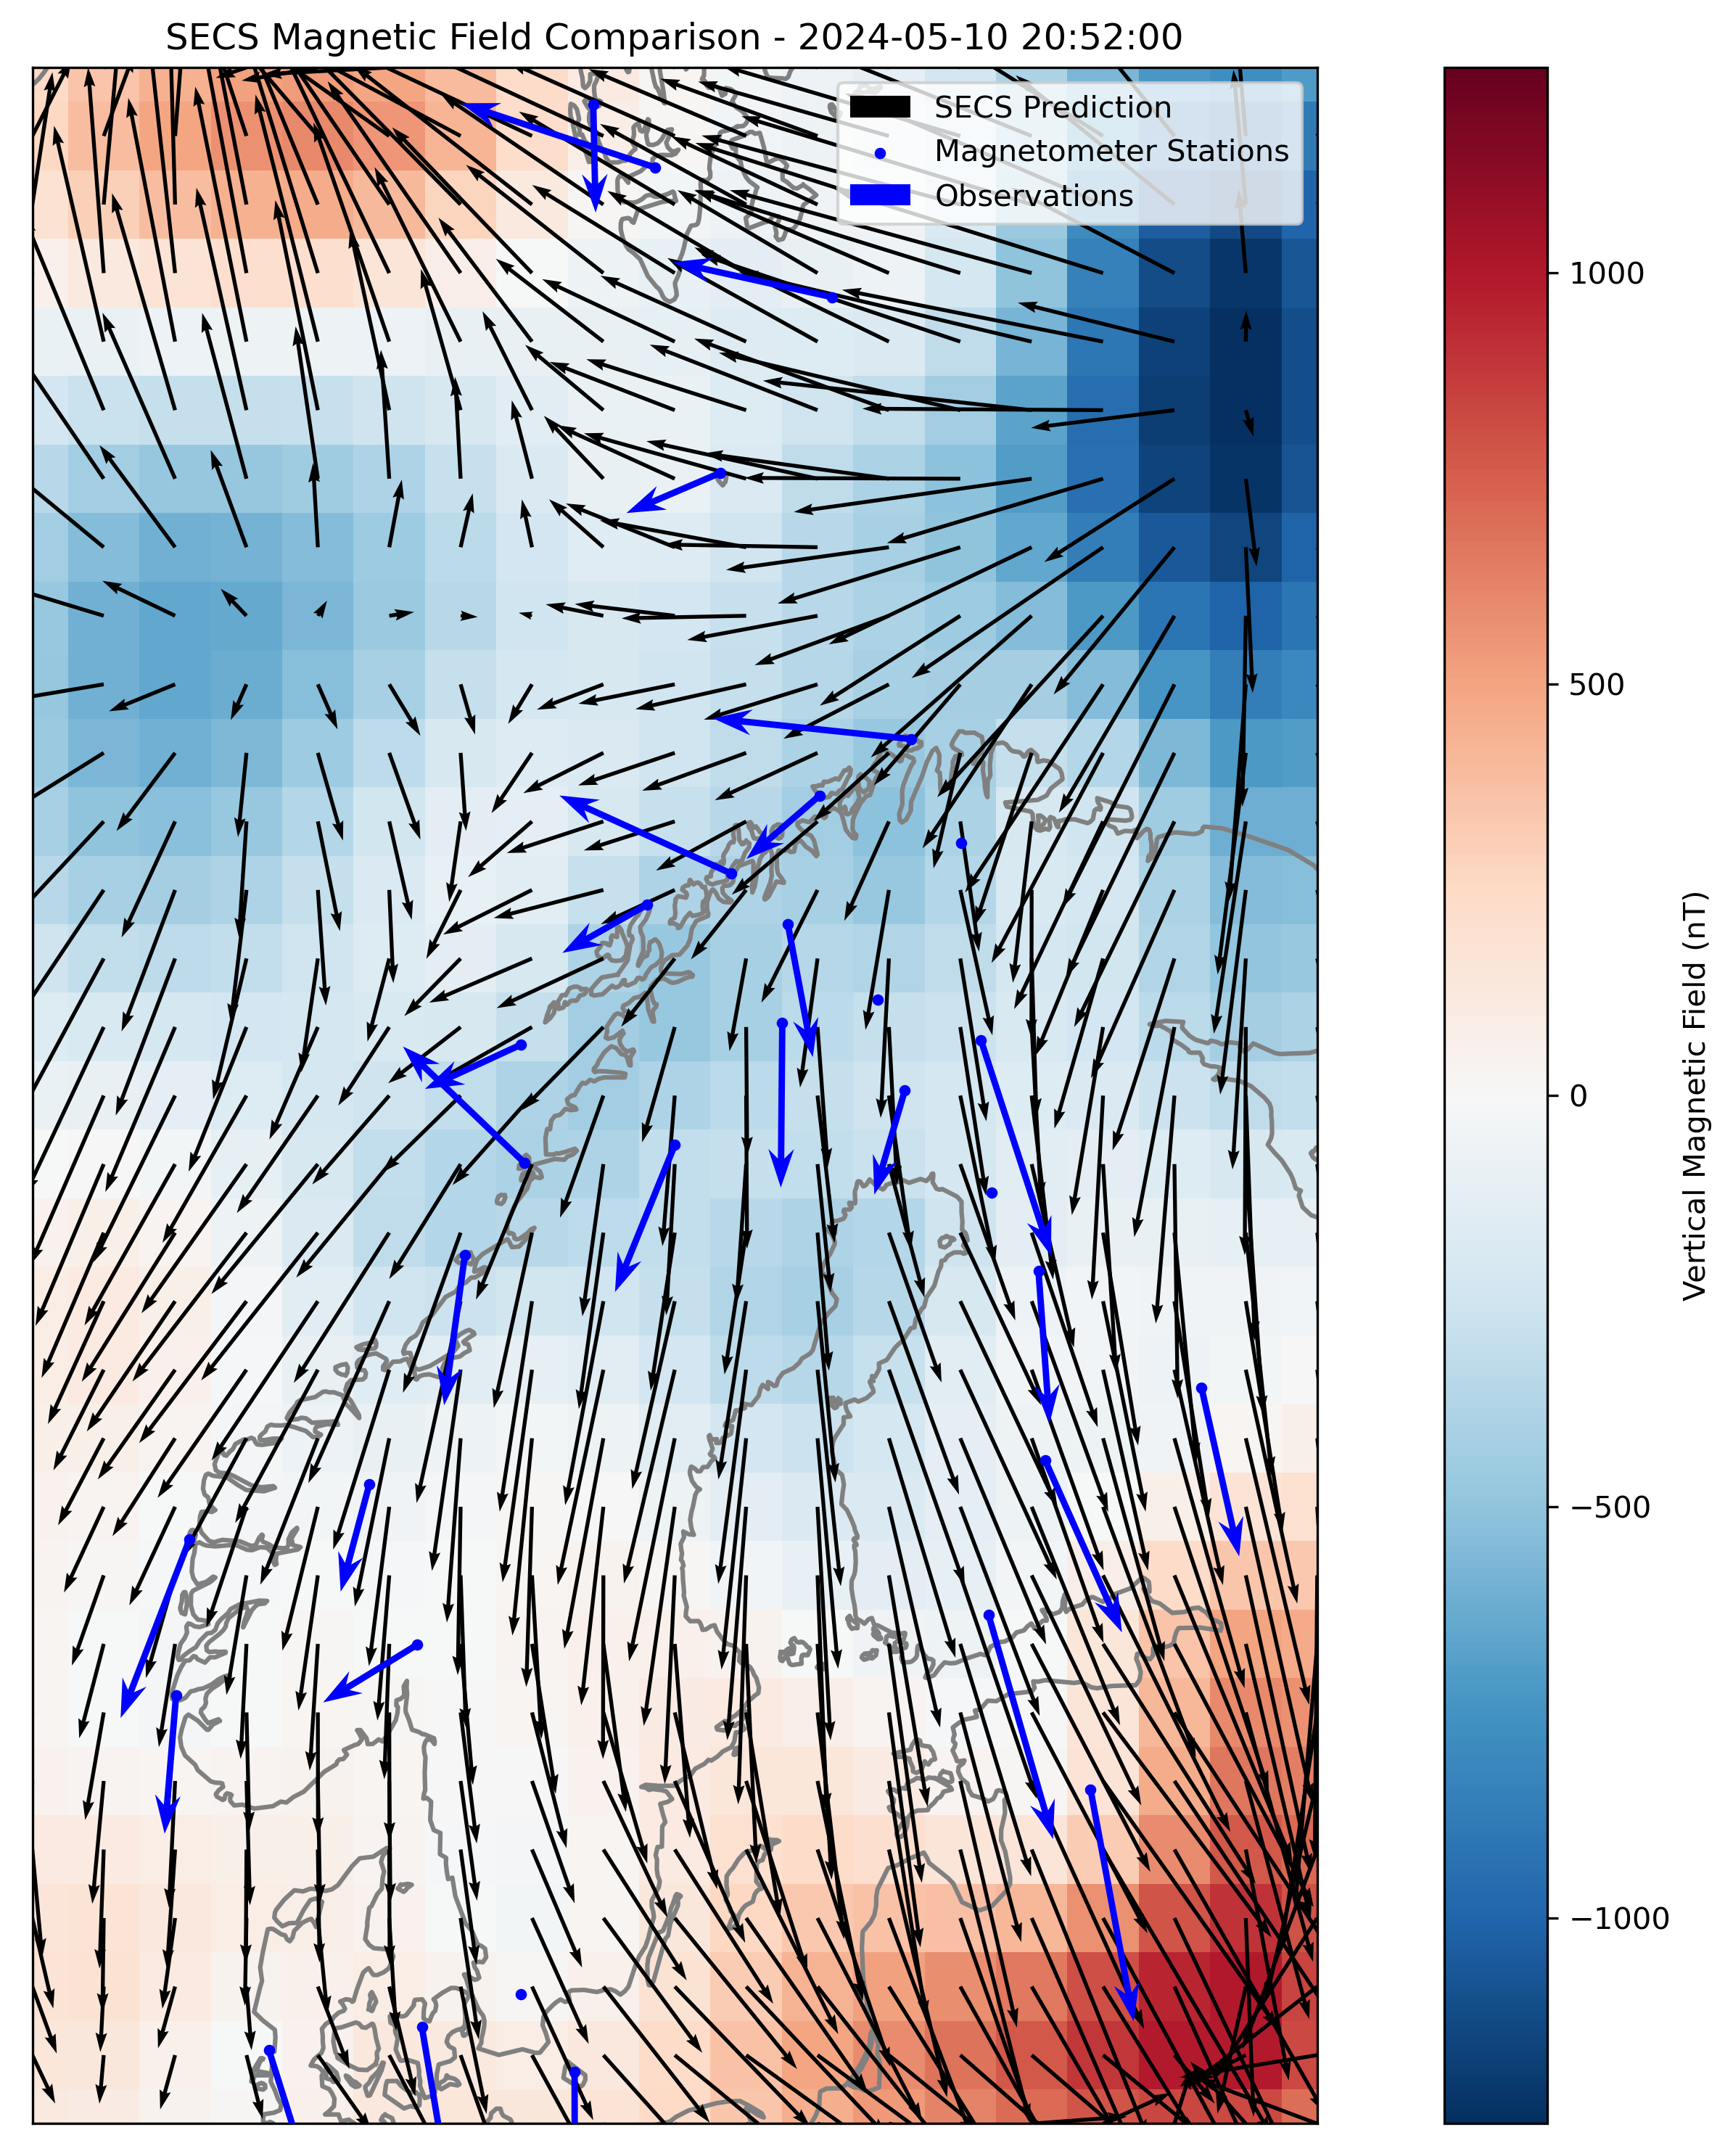 SECS Magnetic Field Comparison - 2024-05-10 20:52:00
SECS Prediction
Magnetometer Stations
Observations
1000
500
0
−500
−1000
Vertical Magnetic Field (nT)